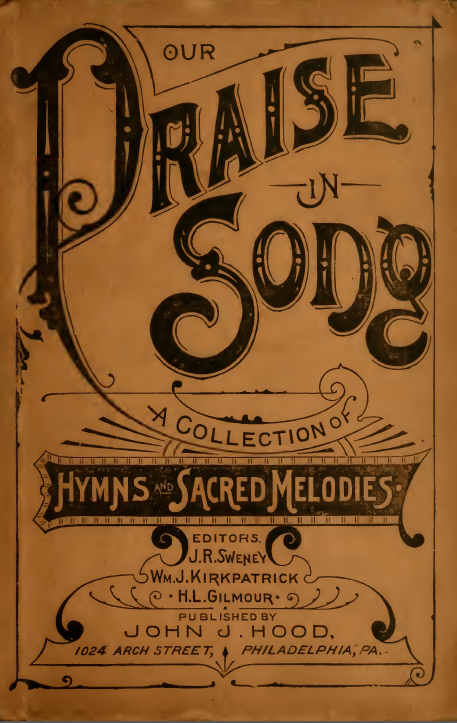 OUR
PRAISE
IN
SONG
A COLLECTION OF
HYMNS AND SACRED MELODIES.
EDITORS.
J.R. SWENEY
WM. J. KIRKPATRICK
H.L. GILMOUR.
PUBLISHED BY
JOHN J. HOOD,
1024 ARCH STREET, PHILADELPHIA, PA.